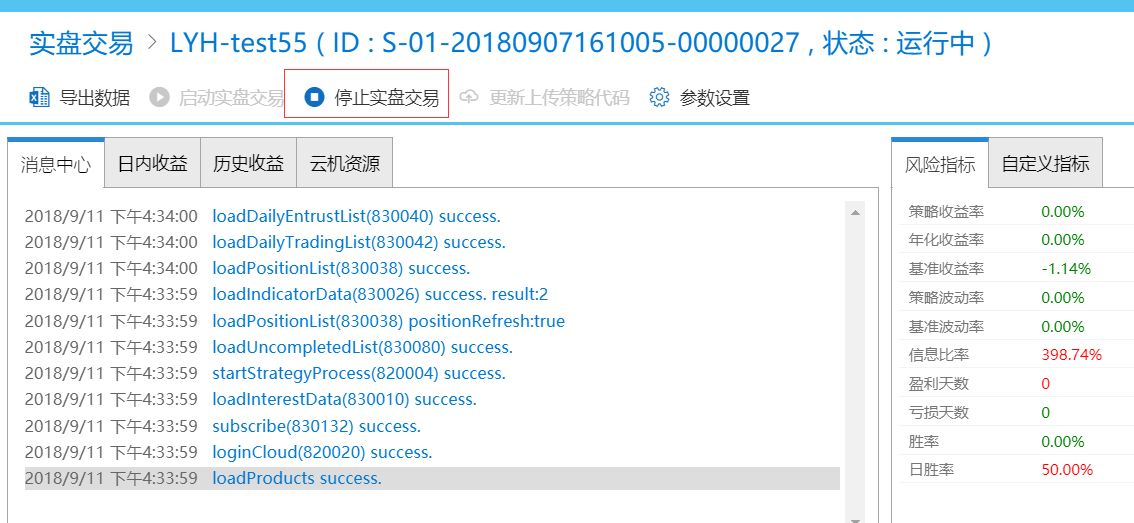 实盘交易 > LYH-test55 ( ID : S-01-20180907161005-00000027 , 状态 : 运行中 )
导出数据 启动实盘交易 停止实盘交易 更新上传策略代码 参数设置
消息中心 日内收益 历史收益 云机资源
2018/9/11 下午4:34:00 loadDailyEntrustList(830040) success.
2018/9/11 下午4:34:00 loadDailyTradingList(830042) success.
2018/9/11 下午4:34:00 loadPositionList(830038) success.
2018/9/11 下午4:33:59 loadIndicatorData(830026) success. result:2
2018/9/11 下午4:33:59 loadPositionList(830038) positionRefresh:true
2018/9/11 下午4:33:59 loadUncompletedList(830080) success.
2018/9/11 下午4:33:59 startStrategyProcess(820004) success.
2018/9/11 下午4:33:59 loadInterestData(830010) success.
2018/9/11 下午4:33:59 subscribe(830132) success.
2018/9/11 下午4:33:59 loginCloud(820020) success.
2018/9/11 下午4:33:59 loadProducts success.
风险指标 自定义指标
策略收益率 0.00%
年化收益率 0.00%
基准收益率 -1.14%
策略波动率 0.00%
基准波动率 0.00%
信息比率 398.74%
盈利天数 0
亏损天数 0
胜率 0.00%
日胜率 50.00%